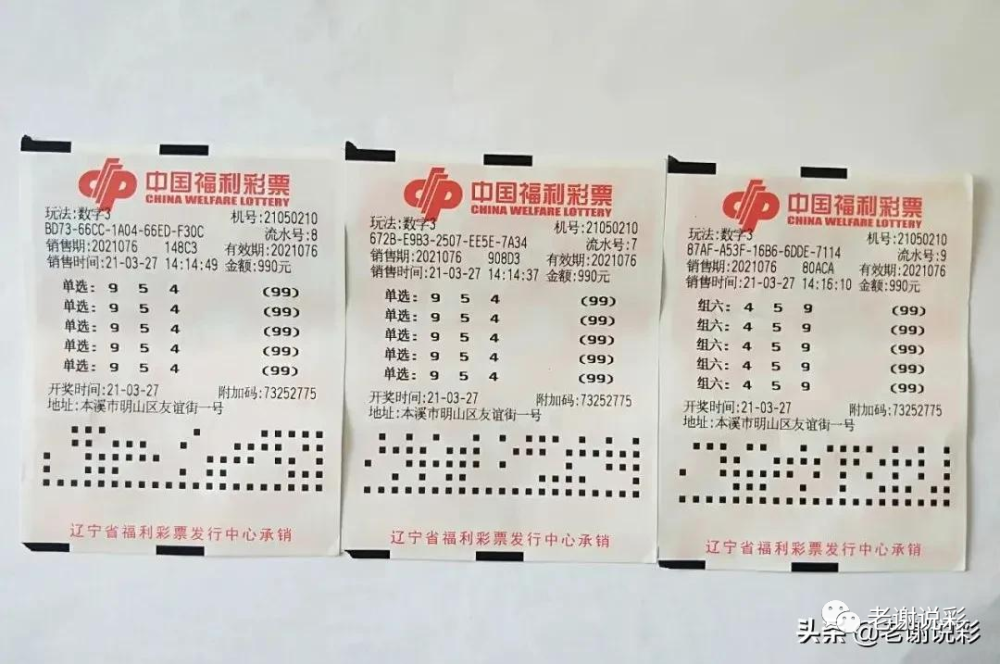 中国福利彩票
CHINA WELFARE LOTTERY
玩法:数字3 机号:21050210
BD73-66CC-1A04-66ED-F30C 流水号:8
销售期:2021076 148C3 有效期:2021076
销售时间:21-03-27 14:14:49 金额:990元
单选: 9 5 4 (99)
单选: 9 5 4 (99)
单选: 9 5 4 (99)
单选: 9 5 4 (99)
单选: 9 5 4 (99)
开奖时间:21-03-27 附加码:73252775
地址:本溪市明山区友谊街一号
辽宁省福利彩票发行中心承销
中国福利彩票
CHINA WELFARE LOTTERY
玩法:数字3 机号:21050210
672B-E9B3-2507-EE5E-7A34 流水号:7
销售期:2021076 908D3 有效期:2021076
销售时间:21-03-27 14:14:37 金额:990元
单选: 9 5 4 (99)
单选: 9 5 4 (99)
单选: 9 5 4 (99)
单选: 9 5 4 (99)
单选: 9 5 4 (99)
开奖时间:21-03-27 附加码:73252775
地址:本溪市明山区友谊街一号
辽宁省福利彩票发行中心承销
中国福利彩票
CHINA WELFARE LOTTERY
玩法:数字3 机号:21050210
87AF-A53F-16B6-6DDE-7114 流水号:9
销售期:2021076 80ACA 有效期:2021076
销售时间:21-03-27 14:16:10 金额:990元
组六: 4 5 9 (99)
组六: 4 5 9 (99)
组六: 4 5 9 (99)
组六: 4 5 9 (99)
组六: 4 5 9 (99)
开奖时间:21-03-27 附加码:73252775
地址:本溪市明山区友谊街一号
辽宁省福利彩票发行中心承销
老谢说彩
头条 @老谢说彩